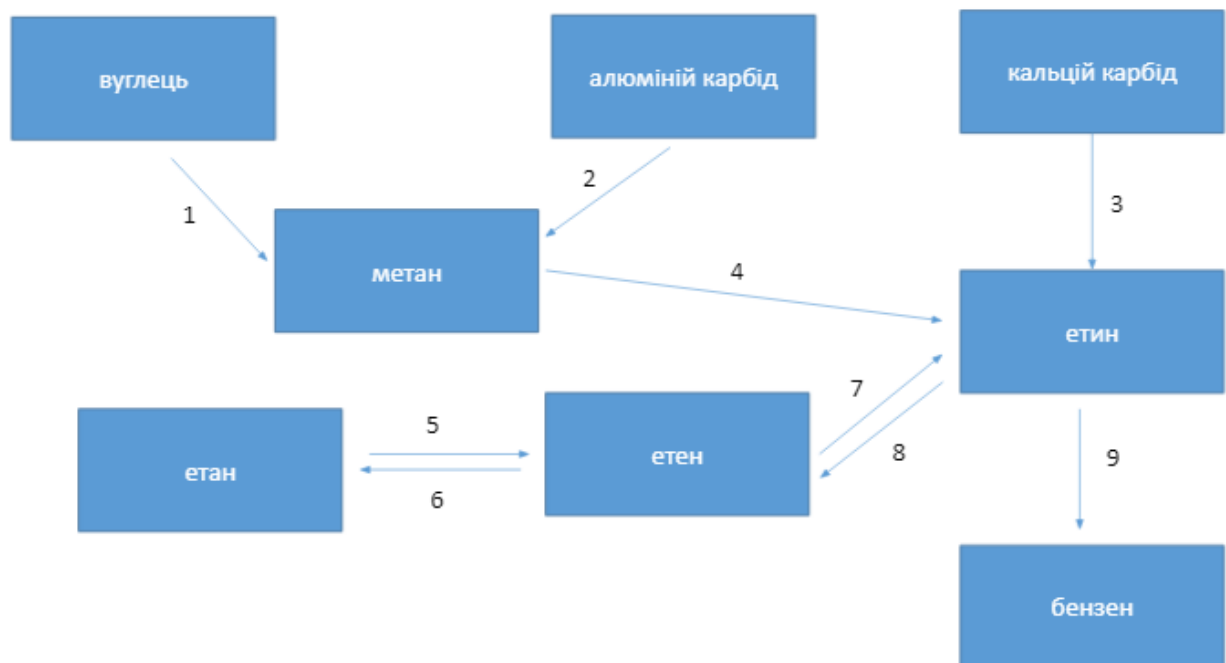 вуглець
алюміній карбід
кальцій карбід
1
2
3
метан
4
етин
5
етен
7
8
етан
6
9
бензен